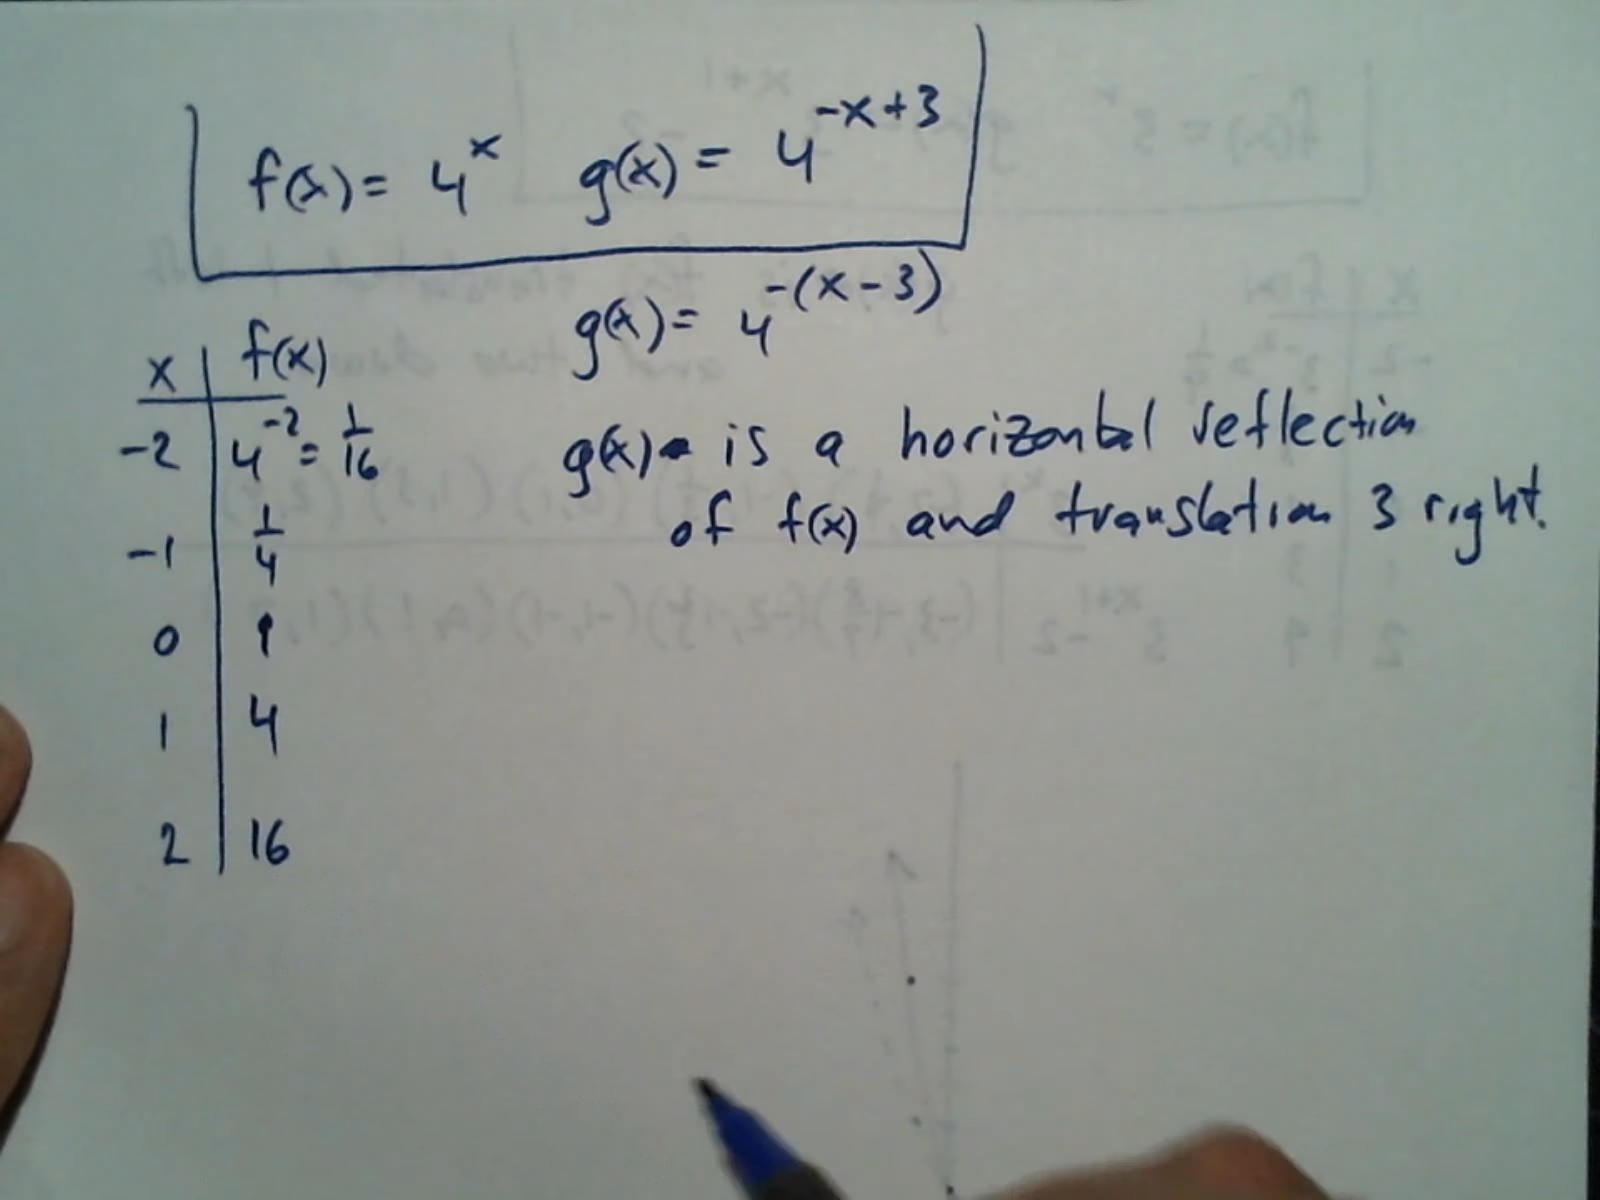 f(x) = 4^x g(x) = 4^{-x+3}
g(x) = 4^{-(x-3)}
x | f(x)
-2 | 4^{-2} = 1/16
-1 | 1/4
0 | 1
1 | 4
2 | 16
g(x) is a horizontal reflection
of f(x) and translation 3 right.